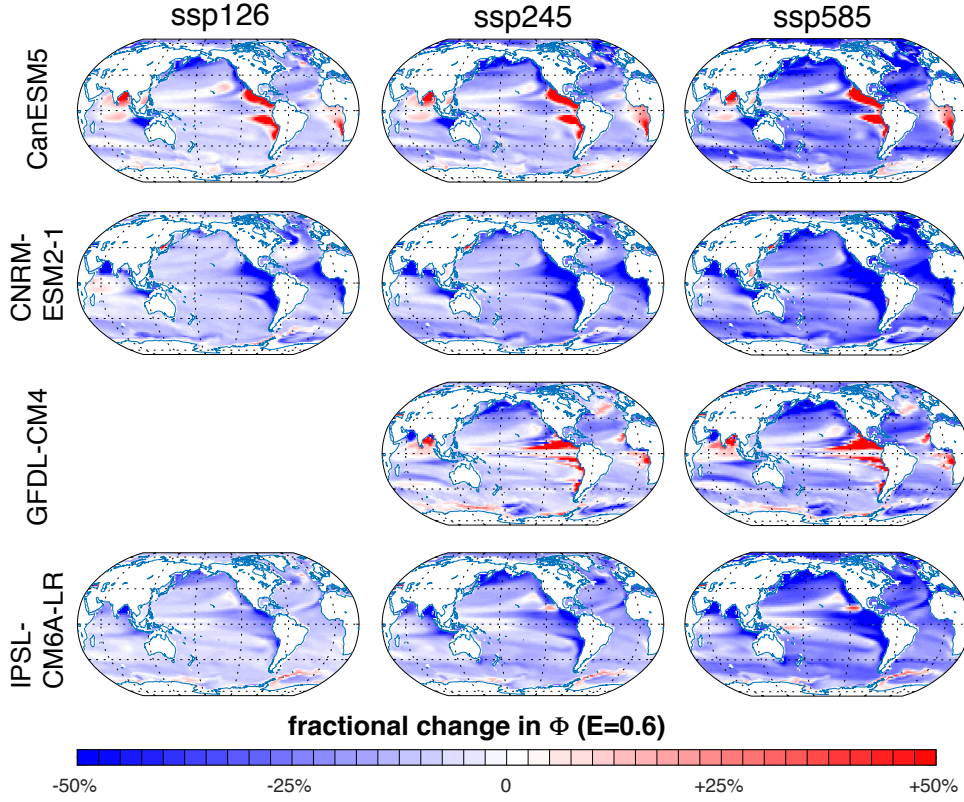 ssp126 ssp245 ssp585
CanESM5
CNRM-
ESM2-1
GFDL-CM4
IPSL-
CM6A-LR
fractional change in Φ (E=0.6)
-50% -25% 0 +25% +50%